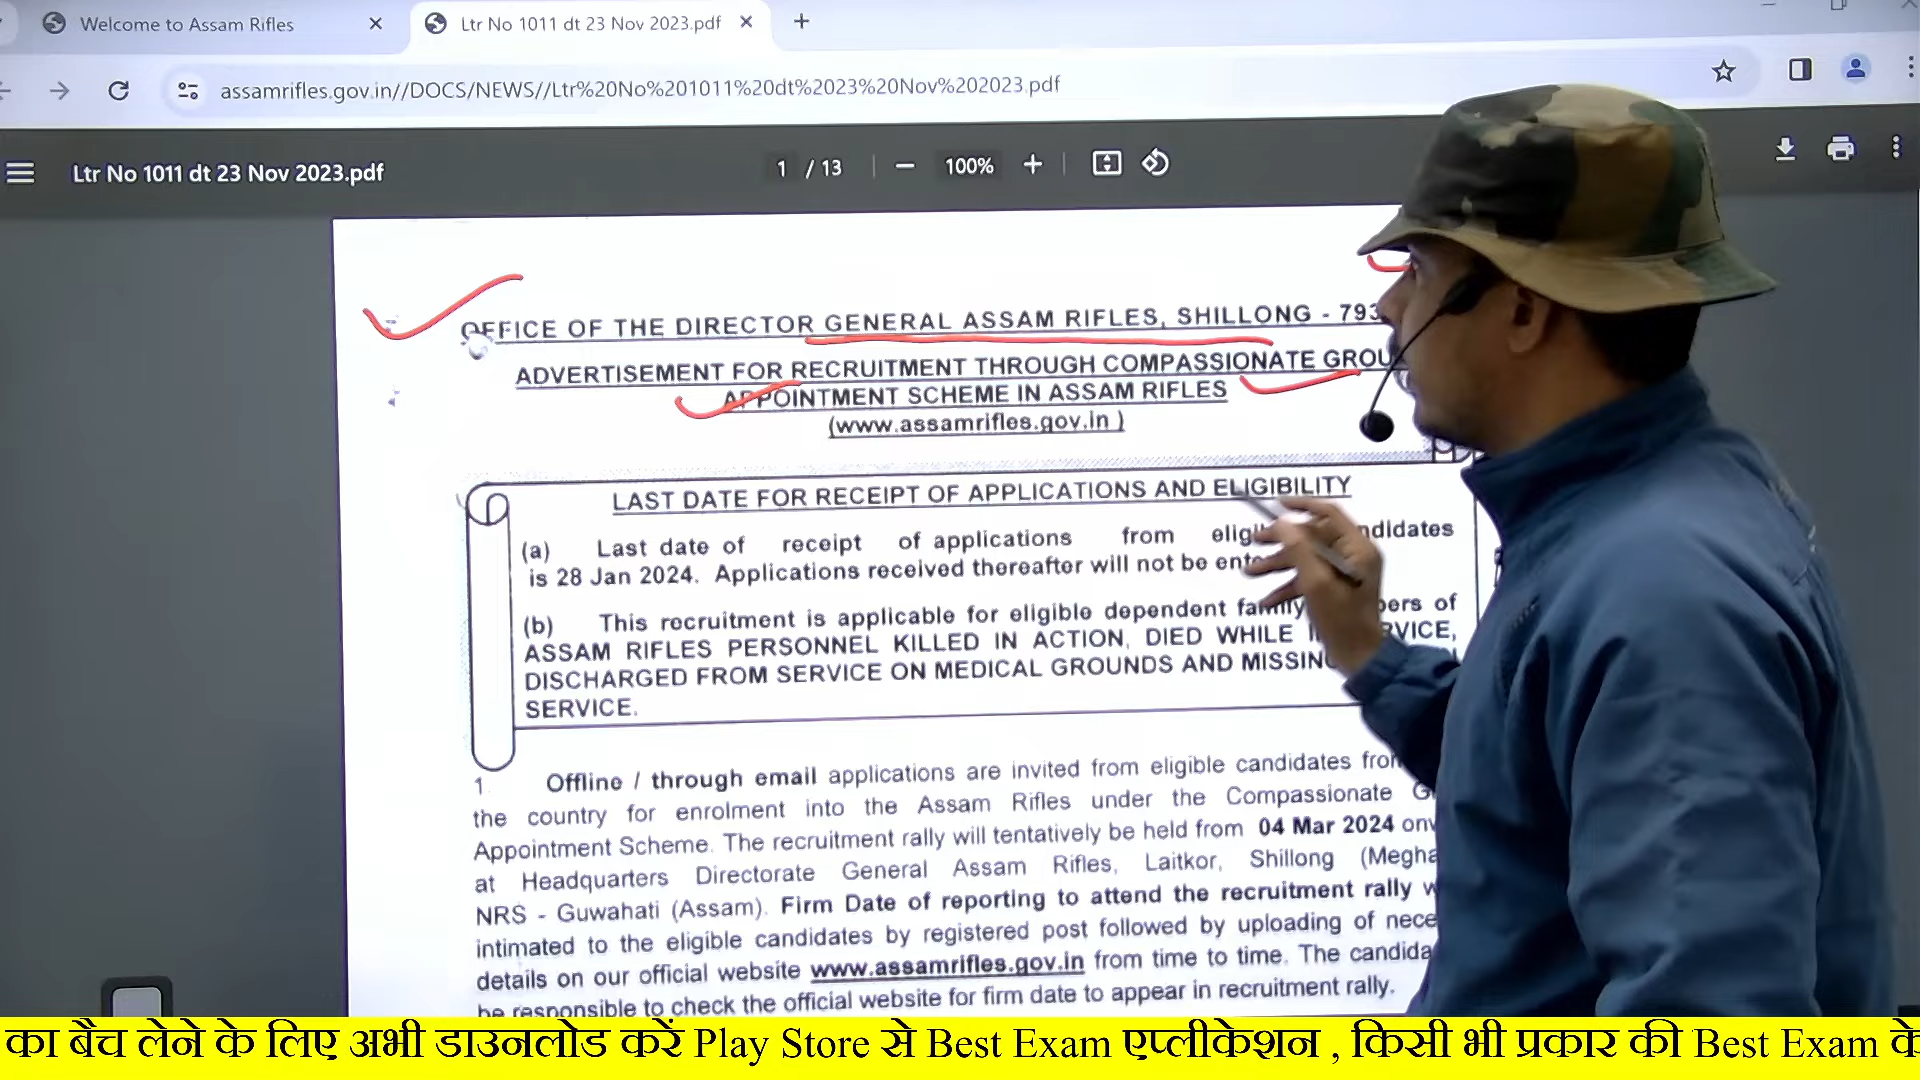 Welcome to Assam Rifles
Ltr No 1011 dt 23 Nov 2023.pdf
assamrifles.gov.in//DOCS/NEWS//Ltr%20No%201011%20dt%2023%20Nov%202023.pdf
Ltr No 1011 dt 23 Nov 2023.pdf
1 / 13
100%
OFFICE OF THE DIRECTOR GENERAL ASSAM RIFLES, SHILLONG - 793
ADVERTISEMENT FOR RECRUITMENT THROUGH COMPASSIONATE GROU
APPOINTMENT SCHEME IN ASSAM RIFLES
(www.assamrifles.gov.in )
LAST DATE FOR RECEIPT OF APPLICATIONS AND ELIGIBILITY
(a) Last date of receipt of applications from
is 28 Jan 2024. Applications received thereafter will not be
(b) This recruitment is applicable for eligible dependent family of
ASSAM RIFLES PERSONNEL KILLED IN ACTION, DIED WHILE
DISCHARGED FROM SERVICE ON MEDICAL GROUNDS AND MISSING
SERVICE.
1. Offline / through email applications are invited from eligible candidates
the country for enrolment into the Assam Rifles under the Compassionate
Appointment Scheme. The recruitment rally will tentatively be held from 04 Mar 2024
at Headquarters Directorate General Assam Rifles, Laitkor, Shillong
NRS - Guwahati (Assam). Firm Date of reporting to attend the recruitment rally
intimated to the eligible candidates by registered post followed by uploading of
details on our official website www.assamrifles.gov.in from time to time. The
be responsible to check the official website for firm date to appear in recruitment rally.
का बैच लेने के लिए अभी डाउनलोड करें Play Store से Best Exam एप्लीकेशन , किसी भी प्रकार की Best Exam के